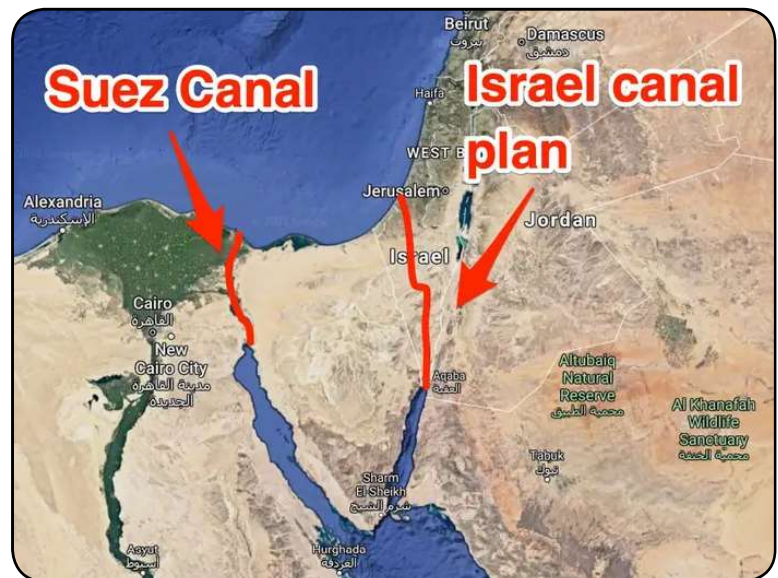 Beirut
بيروت
Damascus
دمشق
Suez Canal
Israel canal
plan
Haifa
WEST B
Jerusalem
Alexandria
الإسكندرية
Jordan
Israel
Cairo
القاهرة
New
Cairo City
مدينة القاهرة
الجديدة
Aqaba
العقبة
Altubaiq
Natural
Reserve
محمية الطبيق
Al Khanafah
Wildlife
Sanctuary
محمية الخنفة
Tabuk
تبوك
Sharm
El-Sheikh
شرم الشيخ
Asyut
أسيوط
Hurghada
الغردقة